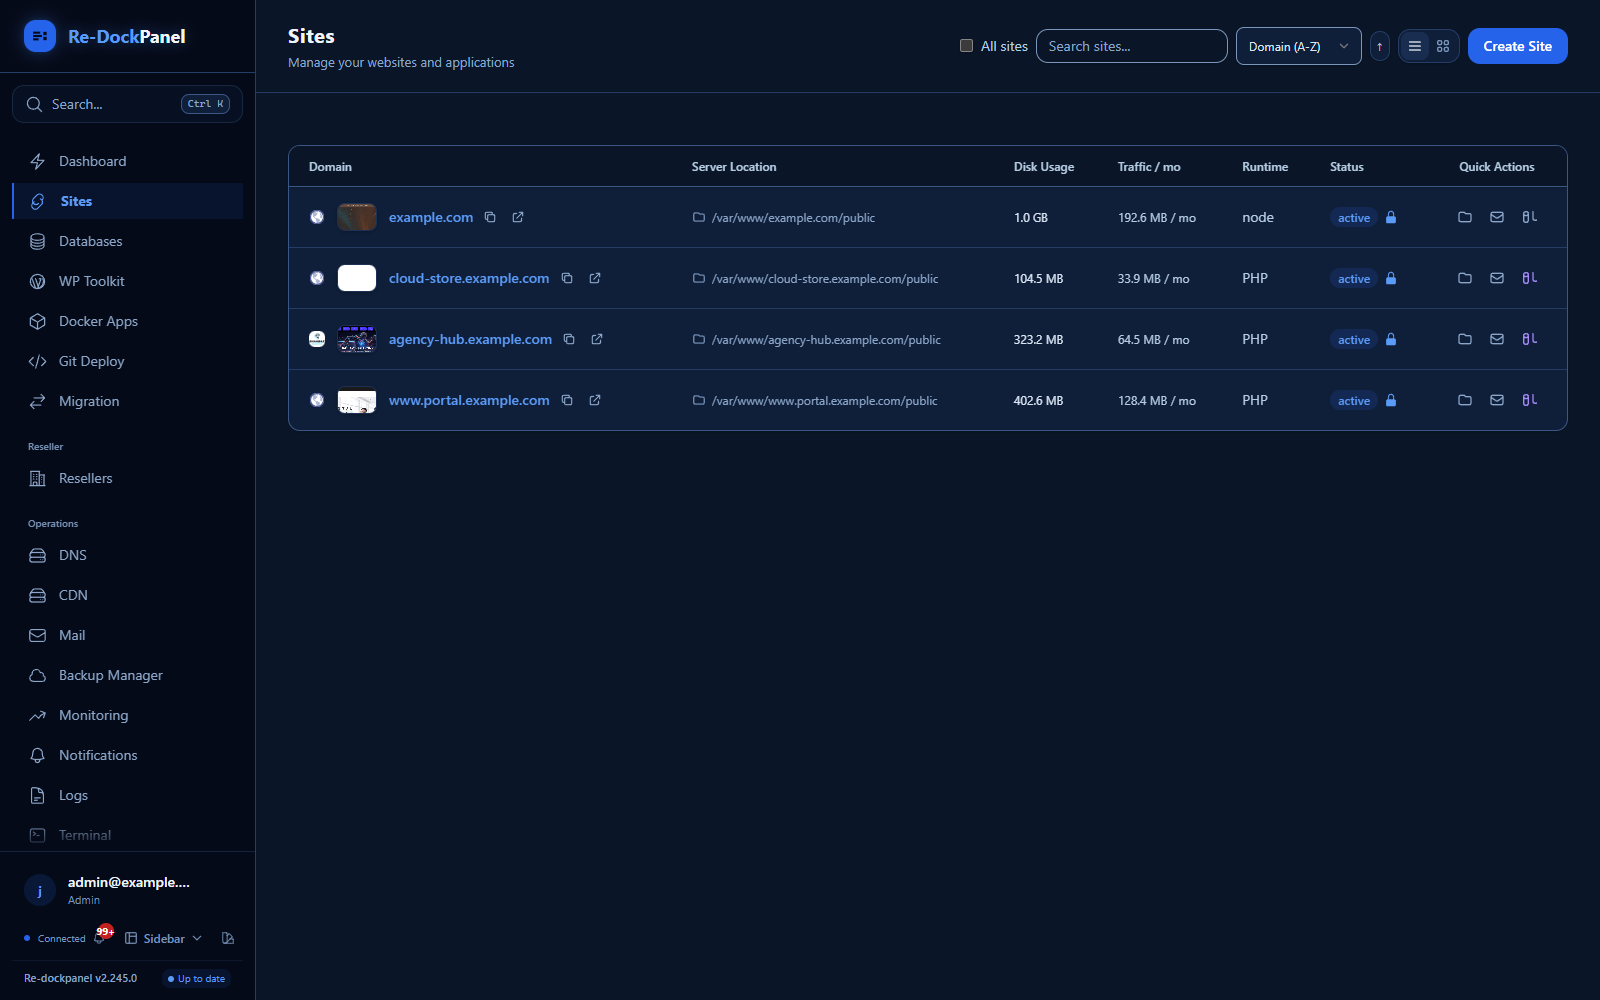 Re-DockPanel
Search...
Ctrl K
Dashboard
Sites
Databases
WP Toolkit
Docker Apps
Git Deploy
Migration
Reseller
Resellers
Operations
DNS
CDN
Mail
Backup Manager
Monitoring
Notifications
Logs
Terminal
j
admin@example....
Admin
Connected
99+
Sidebar
Re-dockpanel v2.245.0
Up to date
Sites
Manage your websites and applications
All sites
Search sites...
Domain (A-Z)
↑
Create Site
Domain Server Location Disk Usage Traffic / mo Runtime Status Quick Actions
example.com /var/www/example.com/public 1.0 GB 192.6 MB / mo node active
cloud-store.example.com /var/www/cloud-store.example.com/public 104.5 MB 33.9 MB / mo PHP active
agency-hub.example.com /var/www/agency-hub.example.com/public 323.2 MB 64.5 MB / mo PHP active
www.portal.example.com /var/www/www.portal.example.com/public 402.6 MB 128.4 MB / mo PHP active